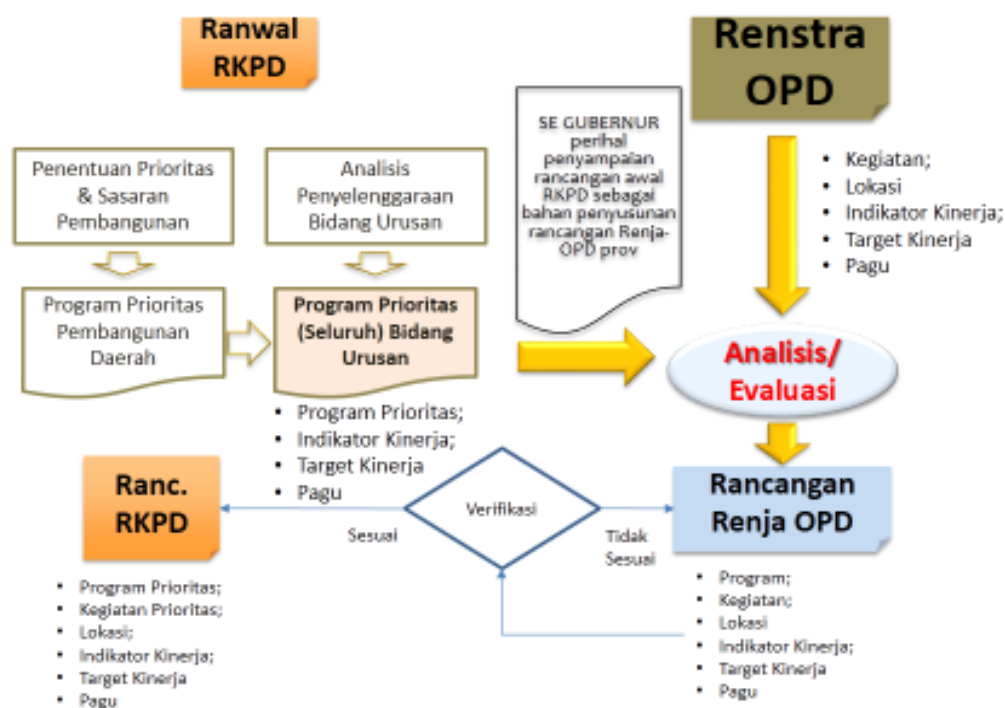 Ranwal
RKPD
Renstra
OPD
SE GUBERNUR
perihal
penyampaian
rancangan awal
RKPD sebagai
bahan penyusunan
rancangan Renja-
OPD prov
Penentuan Prioritas
& Sasaran
Pembangunan
Analisis
Penyelenggaraan
Bidang Urusan
• Kegiatan;
• Lokasi
• Indikator Kinerja;
• Target Kinerja
• Pagu
Program Prioritas
Pembangunan
Daerah
Program Prioritas
(Seluruh) Bidang
Urusan
Analisis/
Evaluasi
• Program Prioritas;
• Indikator Kinerja;
• Target Kinerja
• Pagu
Ranc.
RKPD
Sesuai
Verifikasi
Tidak
Sesuai
Rancangan
Renja OPD
• Program Prioritas;
• Kegiatan Prioritas;
• Lokasi;
• Indikator Kinerja;
• Target Kinerja
• Pagu
• Program;
• Kegiatan;
• Lokasi
• Indikator Kinerja;
• Target Kinerja
• Pagu